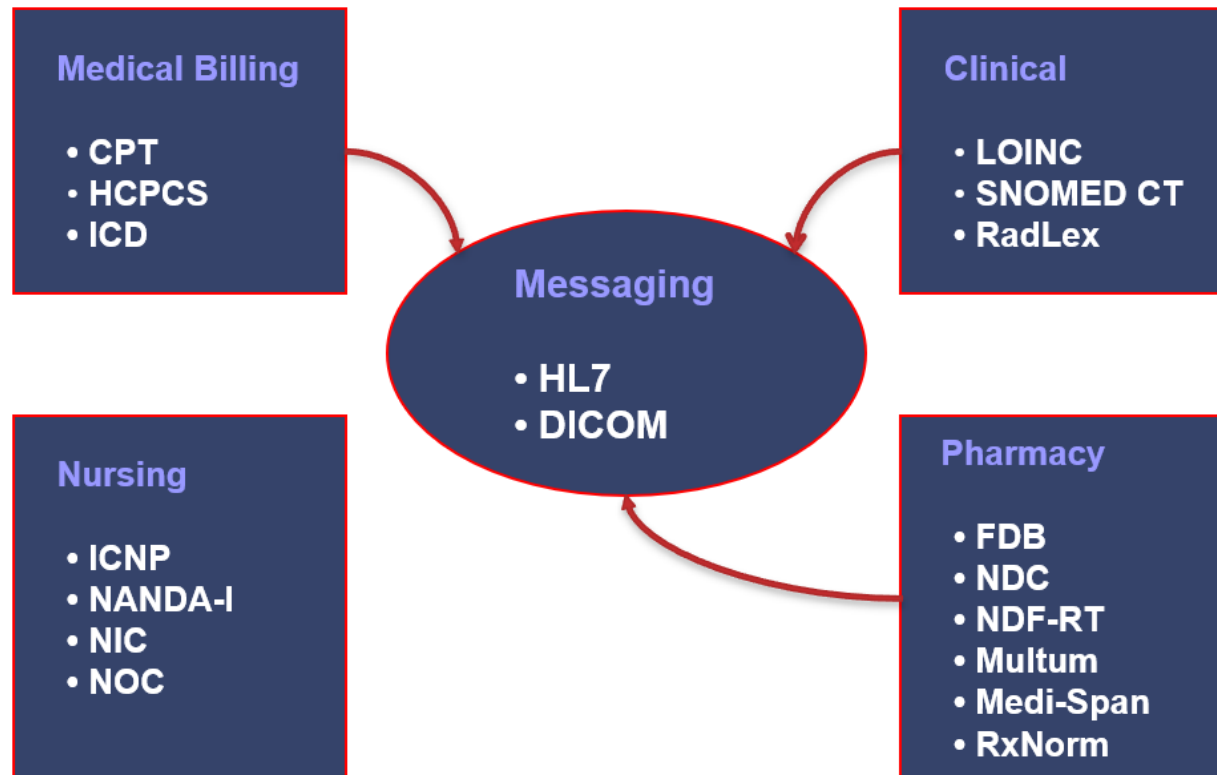 Medical Billing
• CPT
• HCPCS
• ICD
Clinical
• LOINC
• SNOMED CT
• RadLex
Messaging
• HL7
• DICOM
Nursing
• ICNP
• NANDA-I
• NIC
• NOC
Pharmacy
• FDB
• NDC
• NDF-RT
• Multum
• Medi-Span
• RxNorm